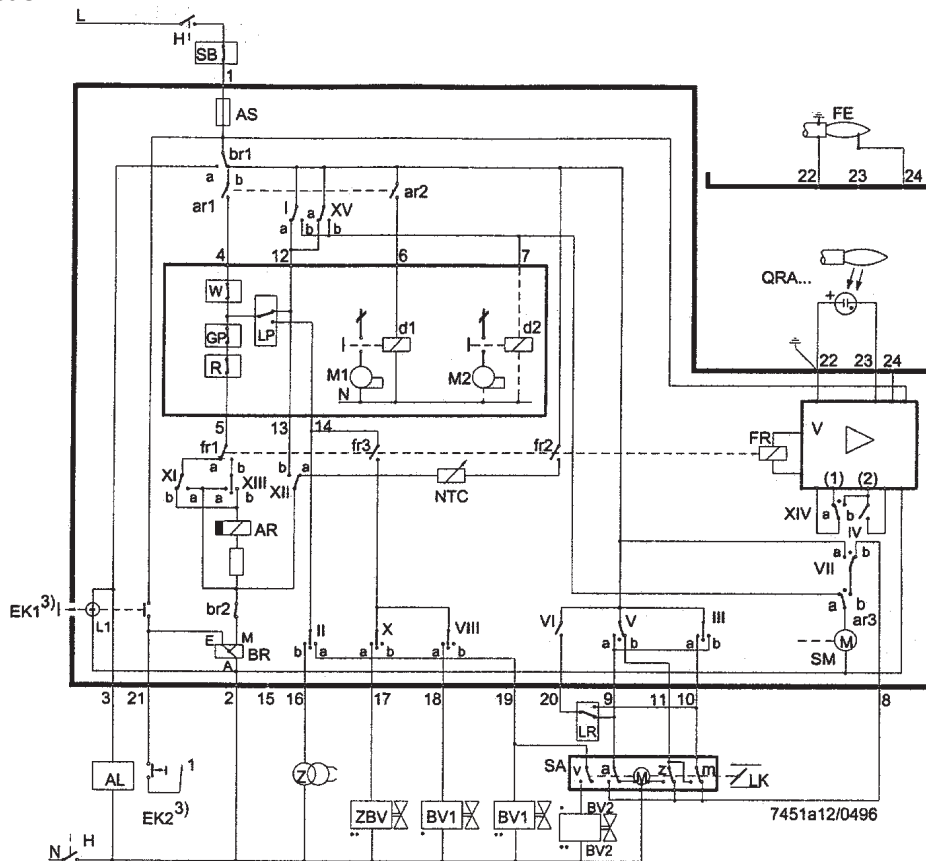 L
H
SB
1
AS
FE
br1
22 23 24
a b
ar1
ar2
I XV
a a b b
4 12 6 7
QRA...
+
W
GP
LP
R
d1
d2
M1
M2
N
22 23 24
5 13 14
V
FR
fr1
fr3
fr2
a b b a
XI
XIII
XII
b a a b
NTC
(1) (2)
XIV
a b
IV
AR
a b
VII
EK1 3)
L1
br2
a b
ar3
E M
BR
A
II X VIII
b a a b a b
VI V III
a b a b
M
SM
3 21 2 15 16 17 18 19 20 9 11 10 8
LR
AL
1
EK2 3)
Z
SA
v a M z m
LK
7451a12/0496
ZBV
BV1
BV1
BV2
BV2
N H